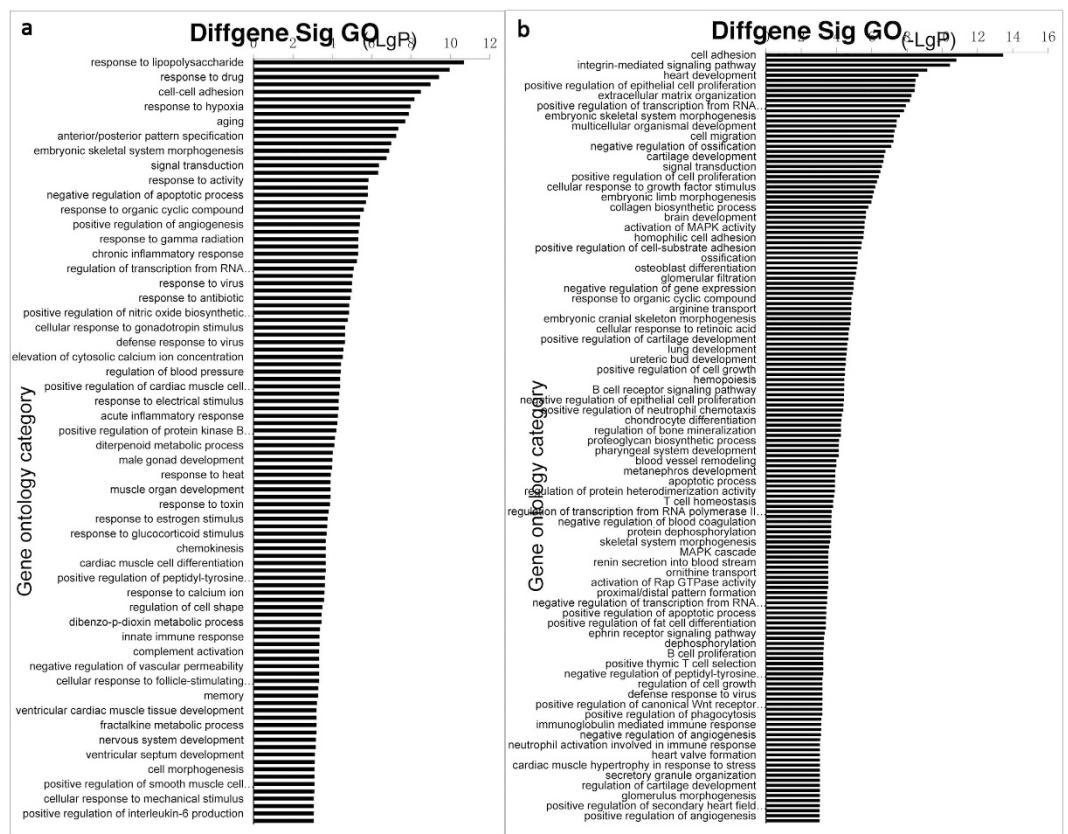 a
Diffgene Sig GO(-LgP)
0 2 4 6 8 10 12
Gene ontology category
response to lipopolysaccharide
response to drug
cell-cell adhesion
response to hypoxia
aging
anterior/posterior pattern specification
embryonic skeletal system morphogenesis
signal transduction
response to activity
negative regulation of apoptotic process
response to organic cyclic compound
positive regulation of angiogenesis
response to gamma radiation
chronic inflammatory response
regulation of transcription from RNA...
response to virus
response to antibiotic
positive regulation of nitric oxide biosynthetic...
cellular response to gonadotropin stimulus
defense response to virus
elevation of cytosolic calcium ion concentration
regulation of blood pressure
positive regulation of cardiac muscle cell...
response to electrical stimulus
acute inflammatory response
positive regulation of protein kinase B...
diterpenoid metabolic process
male gonad development
response to heat
muscle organ development
response to toxin
response to estrogen stimulus
response to glucocorticoid stimulus
chemokinesis
cardiac muscle cell differentiation
positive regulation of peptidyl-tyrosine...
response to calcium ion
regulation of cell shape
dibenzo-p-dioxin metabolic process
innate immune response
complement activation
negative regulation of vascular permeability
cellular response to follicle-stimulating...
memory
ventricular cardiac muscle tissue development
fractalkine metabolic process
nervous system development
ventricular septum development
cell morphogenesis
positive regulation of smooth muscle cell...
cellular response to mechanical stimulus
positive regulation of interleukin-6 production
b
Diffgene Sig GO(-LgP)
0 2 4 6 8 10 12 14 16
Gene ontology category
cell adhesion
integrin-mediated signaling pathway
heart development
positive regulation of epithelial cell proliferation
extracellular matrix organization
positive regulation of transcription from RNA...
embryonic skeletal system morphogenesis
multicellular organismal development
cell migration
negative regulation of ossification
cartilage development
signal transduction
positive regulation of cell proliferation
cellular response to growth factor stimulus
embryonic limb morphogenesis
collagen biosynthetic process
brain development
activation of MAPK activity
homophilic cell adhesion
positive regulation of cell-substrate adhesion
ossification
osteoblast differentiation
glomerular filtration
negative regulation of gene expression
response to organic cyclic compound
arginine transport
embryonic cranial skeleton morphogenesis
cellular response to retinoic acid
positive regulation of cartilage development
lung development
ureteric bud development
positive regulation of cell growth
hemopoiesis
B cell receptor signaling pathway
negative regulation of epithelial cell proliferation
positive regulation of neutrophil chemotaxis
chondrocyte differentiation
regulation of bone mineralization
proteoglycan biosynthetic process
pharyngeal system development
blood vessel remodeling
metanephros development
apoptotic process
regulation of protein heterodimerization activity
T cell homeostasis
regulation of transcription from RNA polymerase II...
negative regulation of blood coagulation
protein dephosphorylation
skeletal system morphogenesis
MAPK cascade
renin secretion into blood stream
ornithine transport
activation of Rap GTPase activity
proximal/distal pattern formation
negative regulation of transcription from RNA...
positive regulation of apoptotic process
positive regulation of fat cell differentiation
ephrin receptor signaling pathway
dephosphorylation
B cell proliferation
positive thymic T cell selection
negative regulation of peptidyl-tyrosine...
regulation of cell growth
defense response to virus
positive regulation of canonical Wnt receptor...
positive regulation of phagocytosis
immunoglobulin mediated immune response
negative regulation of angiogenesis
neutrophil activation involved in immune response
heart valve formation
cardiac muscle hypertrophy in response to stress
secretory granule organization
regulation of cartilage development
glomerulus morphogenesis
positive regulation of secondary heart field...
positive regulation of angiogenesis